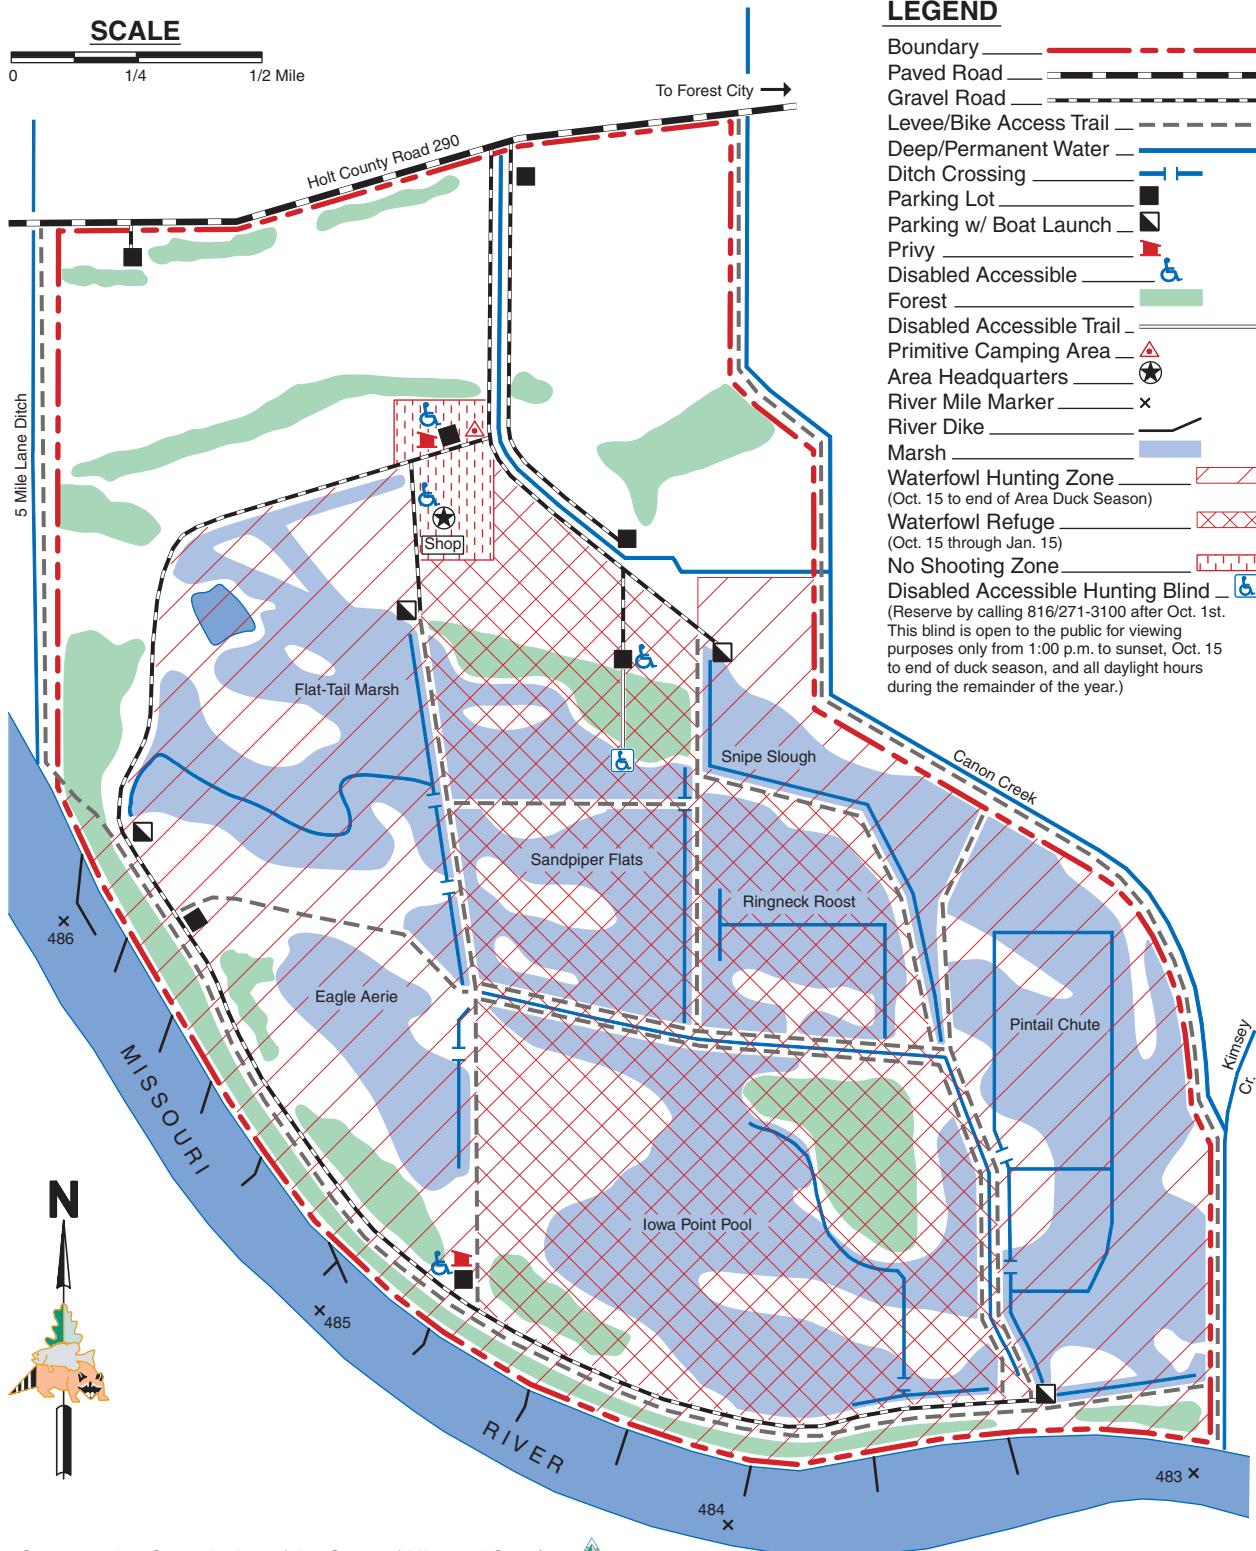 SCALE
0 1/4 1/2 Mile
To Forest City
Holt County Road 290
5 Mile Lane Ditch
LEGEND
Boundary
Paved Road
Gravel Road
Levee/Bike Access Trail
Deep/Permanent Water
Ditch Crossing
Parking Lot
Parking w/ Boat Launch
Privy
Disabled Accessible
Forest
Disabled Accessible Trail
Primitive Camping Area
Area Headquarters
River Mile Marker
River Dike
Marsh
Waterfowl Hunting Zone
(Oct. 15 to end of Area Duck Season)
Waterfowl Refuge
(Oct. 15 through Jan. 15)
No Shooting Zone
Disabled Accessible Hunting Blind
(Reserve by calling 816/271-3100 after Oct. 1st.
This blind is open to the public for viewing
purposes only from 1:00 p.m. to sunset, Oct. 15
to end of duck season, and all daylight hours
during the remainder of the year.)
Shop
Flat-Tail Marsh
Snipe Slough
Canon Creek
Sandpiper Flats
Ringneck Roost
486
Eagle Aerie
Pintail Chute
Kimsey
Cr.
MISSOURI
RIVER
N
Iowa Point Pool
485
484
483